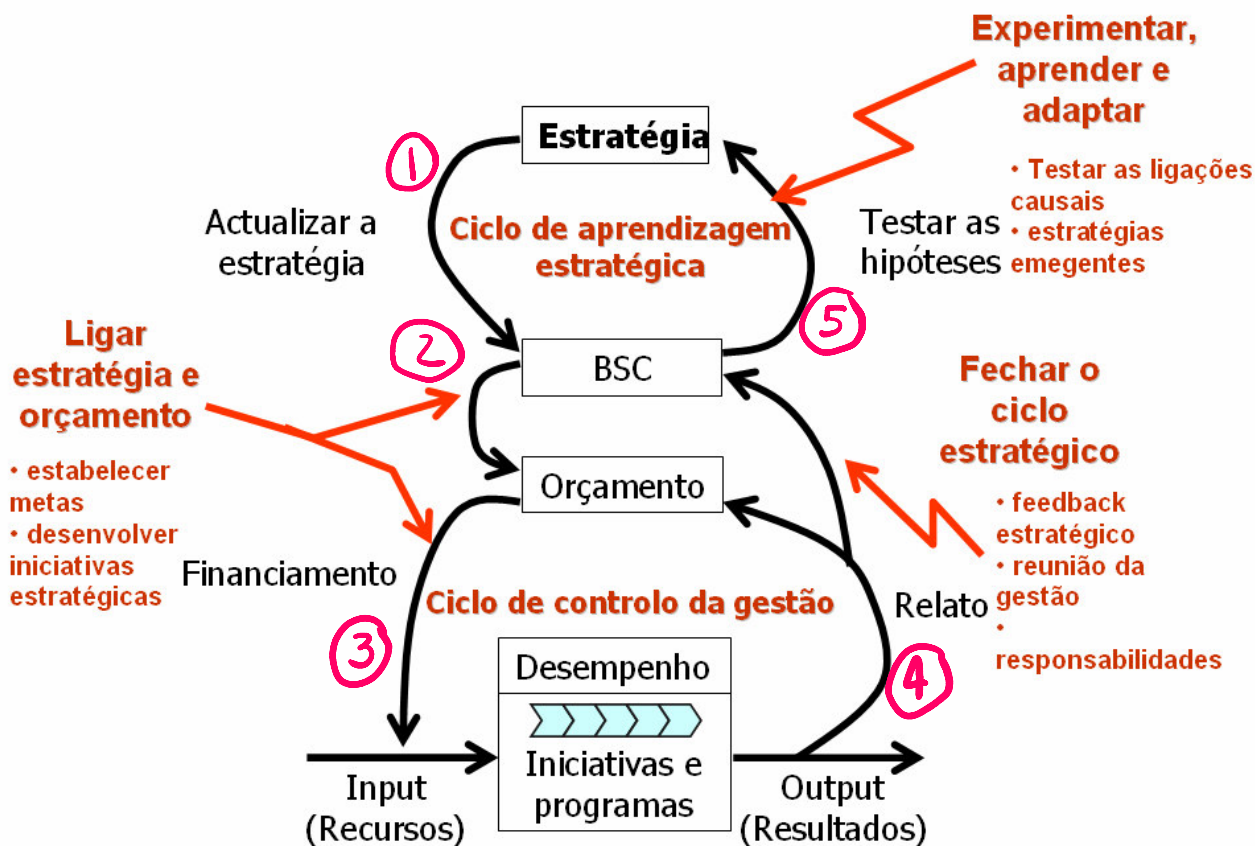 Experimentar,
aprender e
adaptar
• Testar as ligações
causais
• estratégias
emegentes
Estratégia
1
Actualizar a
estratégia
Ciclo de aprendizagem
estratégica
Testar as
hipóteses
5
2
Ligar
estratégia e
orçamento
• estabelecer
metas
• desenvolver
iniciativas
estratégicas
BSC
Fechar o
ciclo
estratégico
• feedback
estratégico
• reunião da
gestão
•
responsabilidades
Orçamento
Financiamento
3
Ciclo de controlo da gestão
Relato
4
Desempenho
Iniciativas e
programas
Input
(Recursos)
Output
(Resultados)